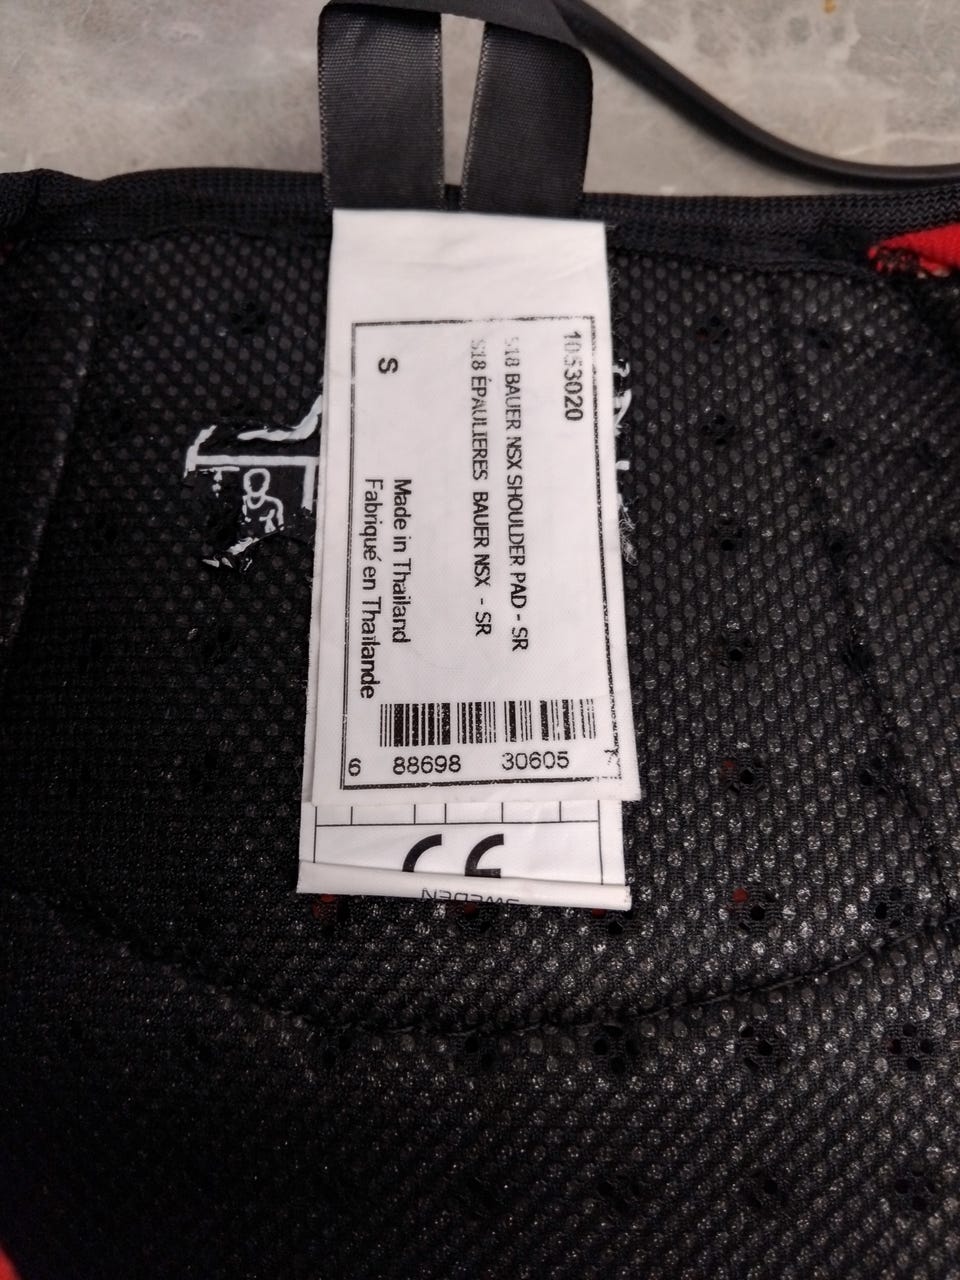 1053020
S18 BAUER NSX SHOULDER PAD - SR
S18 ÉPAULIERES BAUER NSX - SR
S
Made in Thailand
Fabriqué en Thaïlande
6 88698 30605
CE
SWEDEN